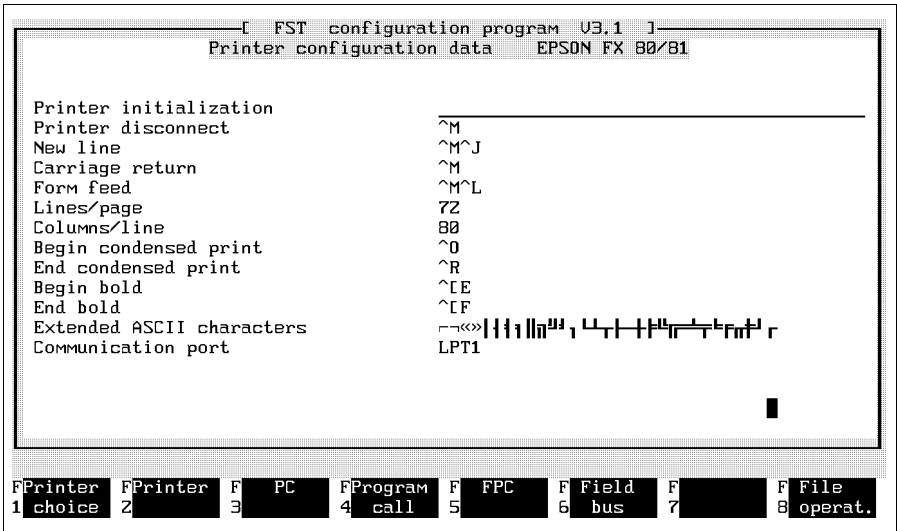 [ FST configuration program V3.1 ]
Printer configuration data EPSON FX 80/81
Printer initialization
Printer disconnect ^M
New line ^M^J
Carriage return ^M
Form feed ^M^L
Lines/page 72
Columns/line 80
Begin condensed print ^O
End condensed print ^R
Begin bold ^[E
End bold ^[F
Extended ASCII characters ⌐¬«»
Communication port LPT1
F1 Printer choice F2 Printer F3 PC F4 Program call F5 FPC F6 Field bus F7 F8 File operat.